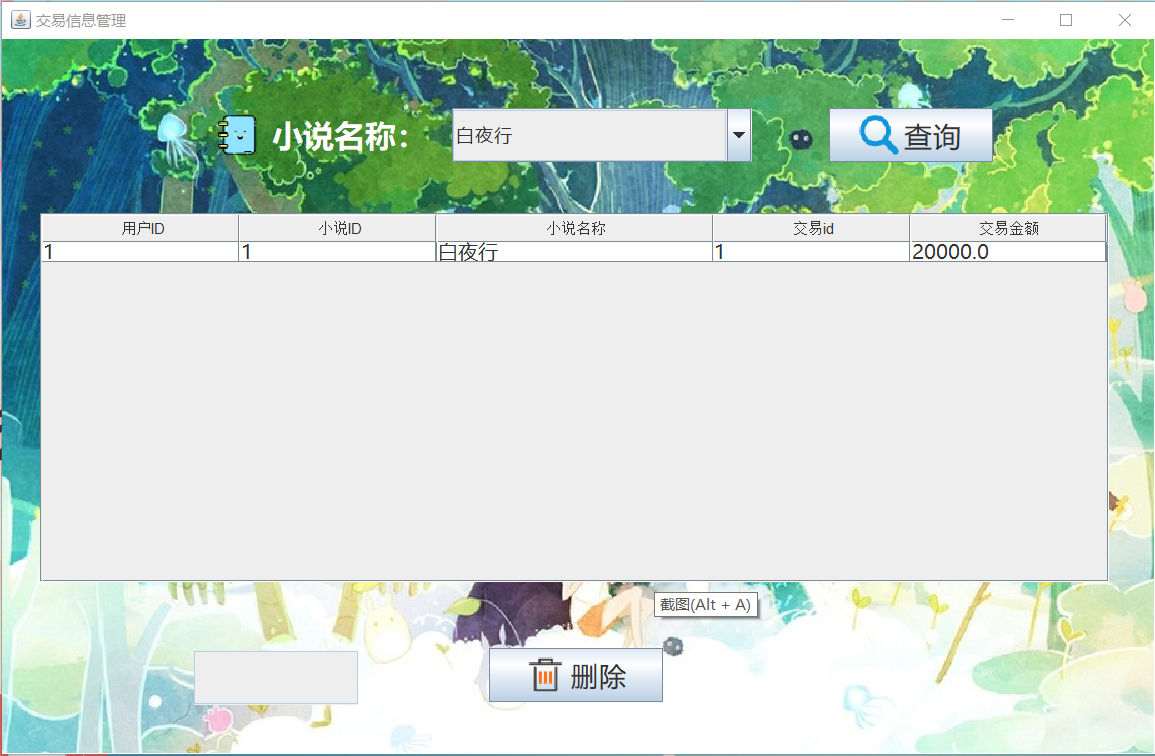 交易信息管理
小说名称：
白夜行
查询
用户ID 小说ID 小说名称 交易id 交易金额
1 1 白夜行 1 20000.0
截图(Alt + A)
删除